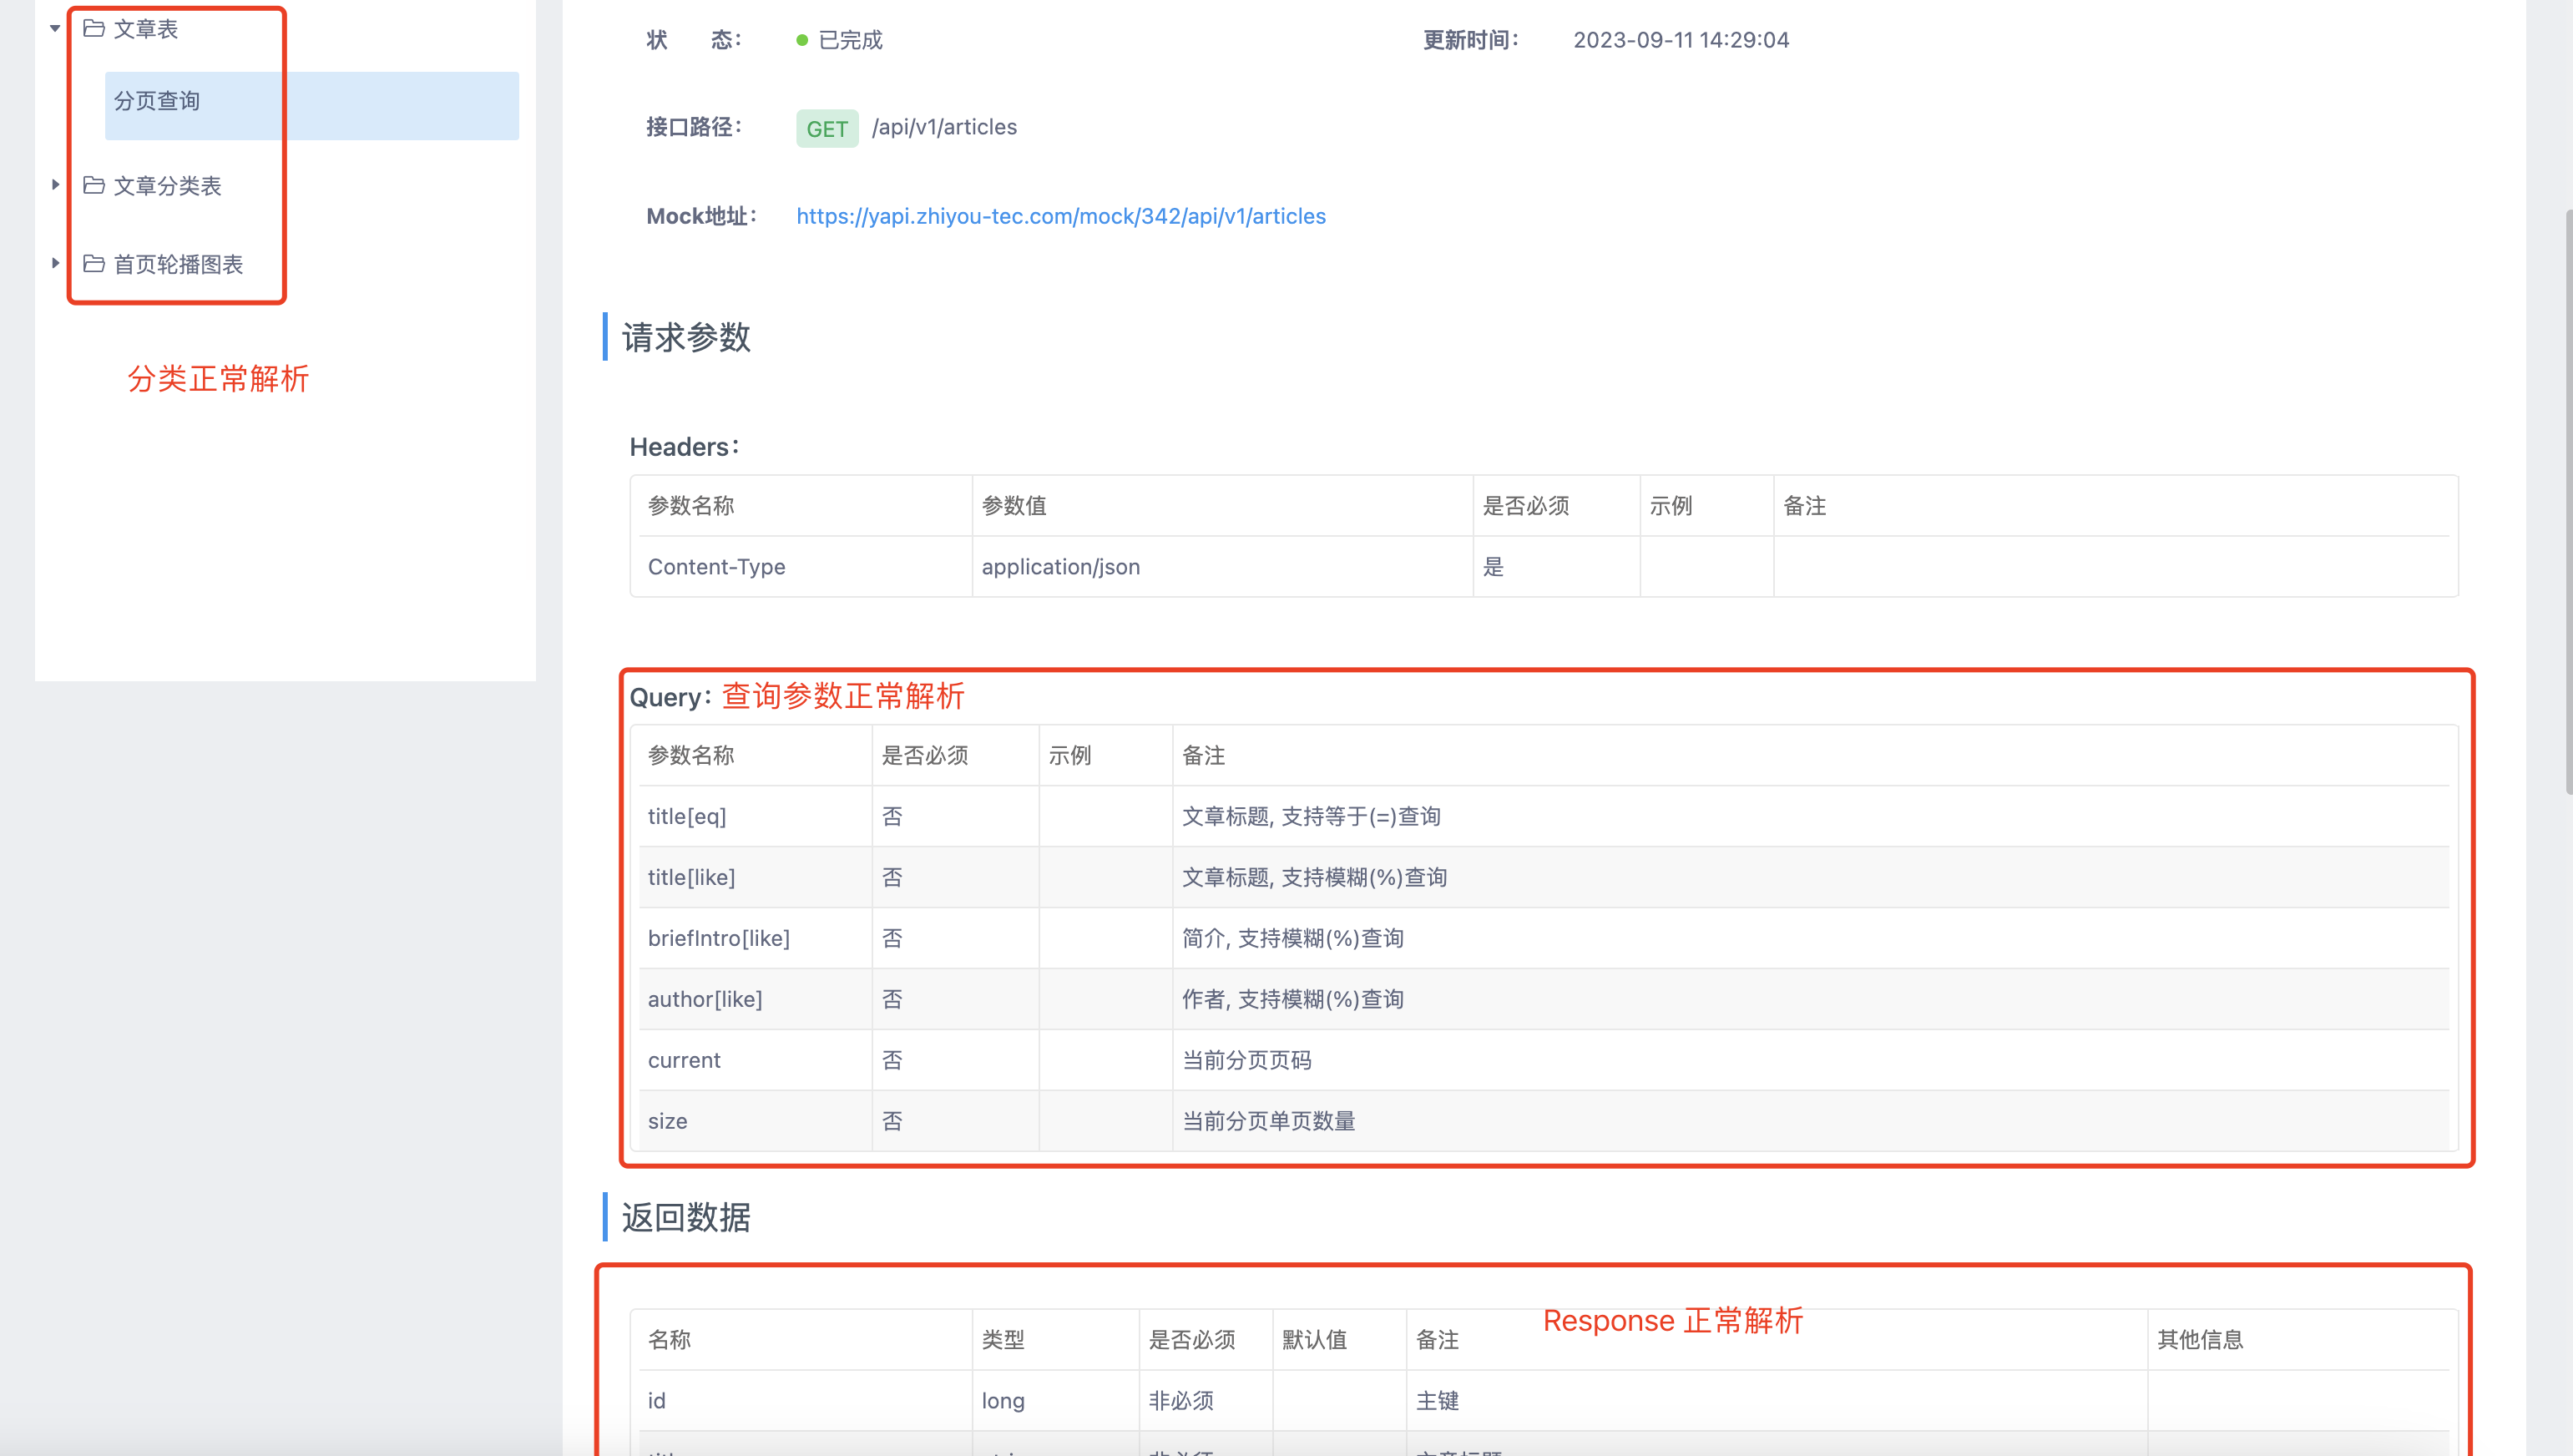 文章表
分页查询
文章分类表
首页轮播图表
分类正常解析
状 态： 已完成 更新时间： 2023-09-11 14:29:04
接口路径： GET /api/v1/articles
Mock地址： https://yapi.zhiyou-tec.com/mock/342/api/v1/articles
请求参数
Headers：
参数名称 参数值 是否必须 示例 备注
Content-Type application/json 是
Query： 查询参数正常解析
参数名称 是否必须 示例 备注
title[eq] 否 文章标题, 支持等于(=)查询
title[like] 否 文章标题, 支持模糊(%)查询
briefIntro[like] 否 简介, 支持模糊(%)查询
author[like] 否 作者, 支持模糊(%)查询
current 否 当前分页页码
size 否 当前分页单页数量
返回数据
Response 正常解析
名称 类型 是否必须 默认值 备注 其他信息
id long 非必须 主键